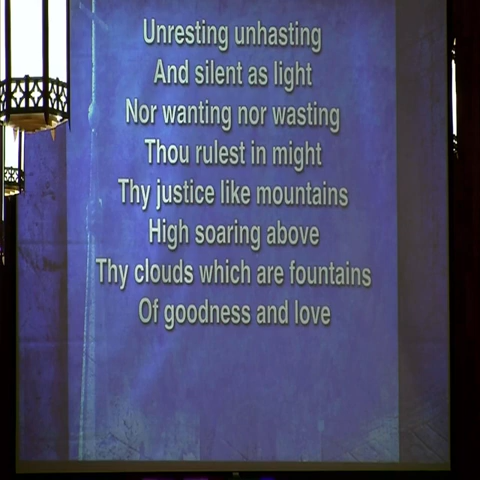 Unresting unhasting
And silent as light
Nor wanting nor wasting
Thou rulest in might
Thy justice like mountains
High soaring above
Thy clouds which are fountains
Of goodness and love